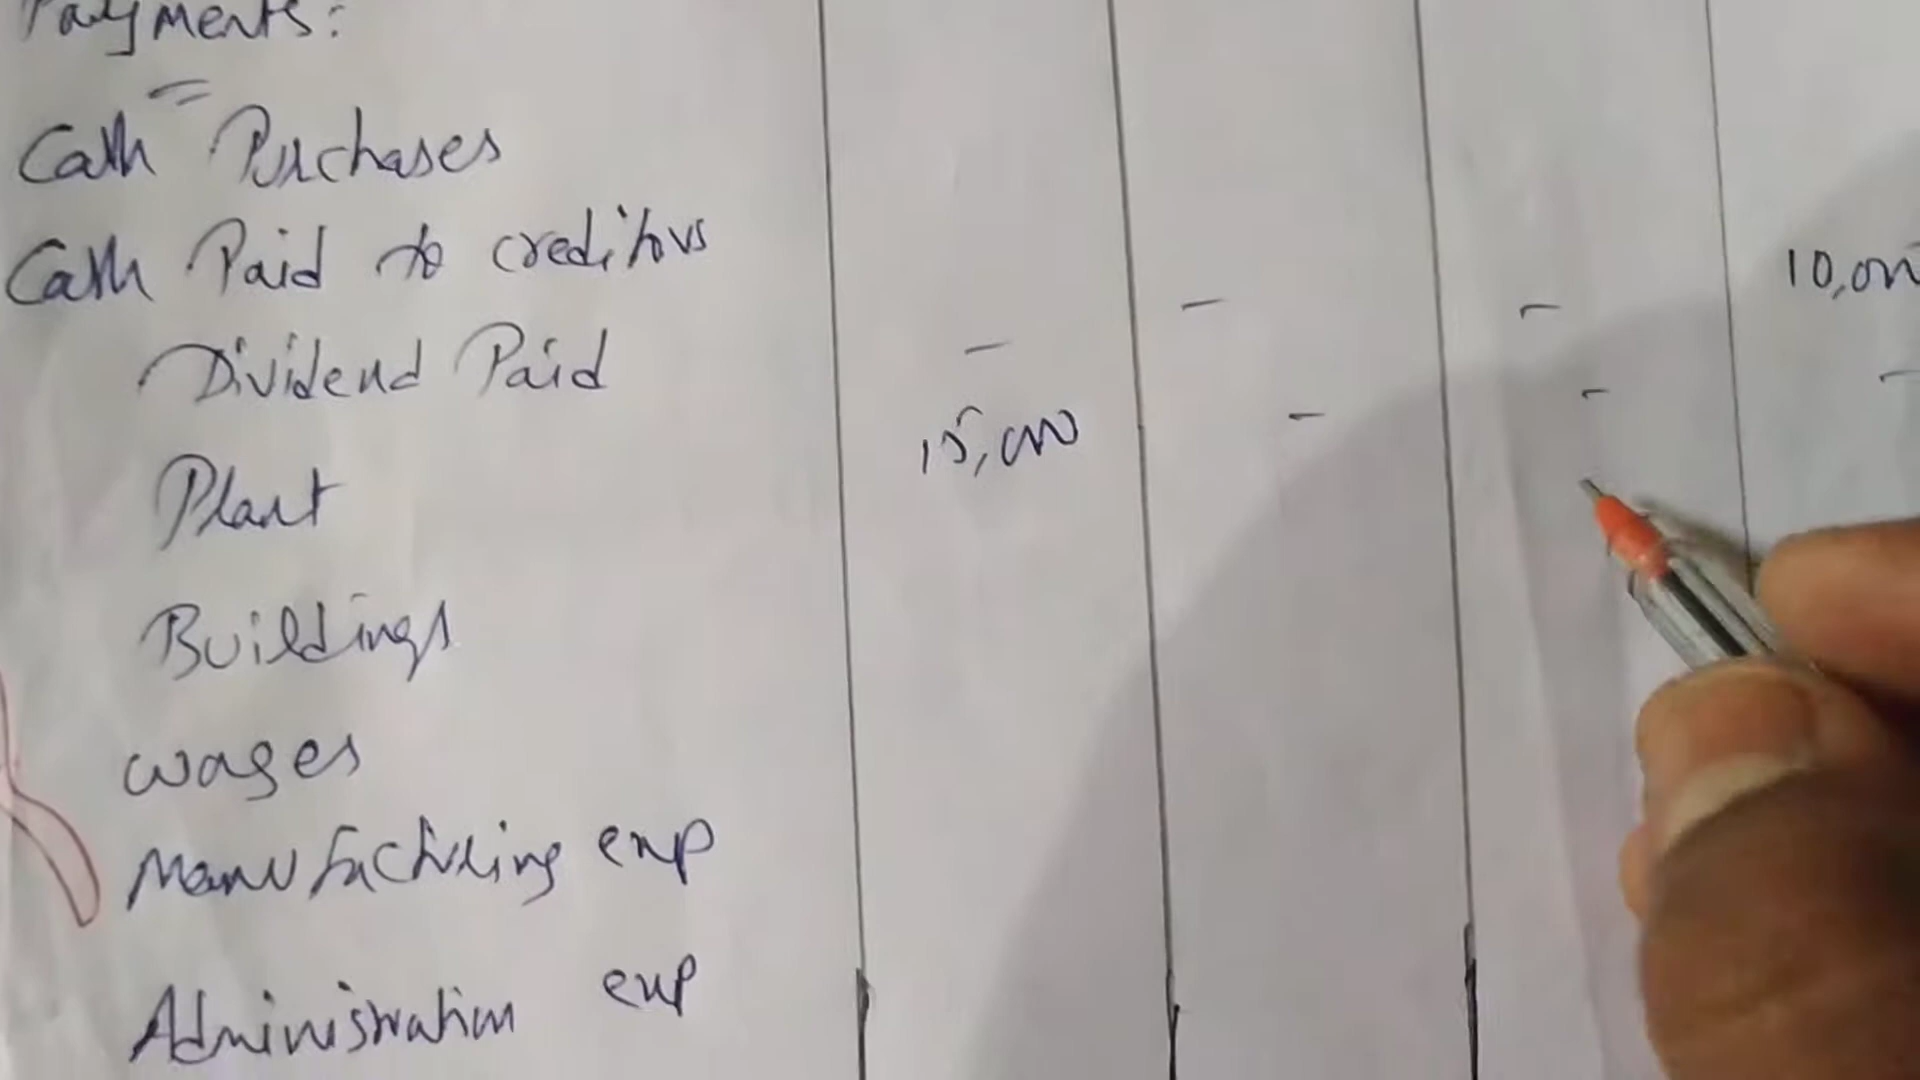 Payments:
Cash Purchases
Cash Paid to creditors
Dividend Paid - - - 10,000
Plant 15,000 - - -
Buildings
wages
Manufacturing exp
Administration exp